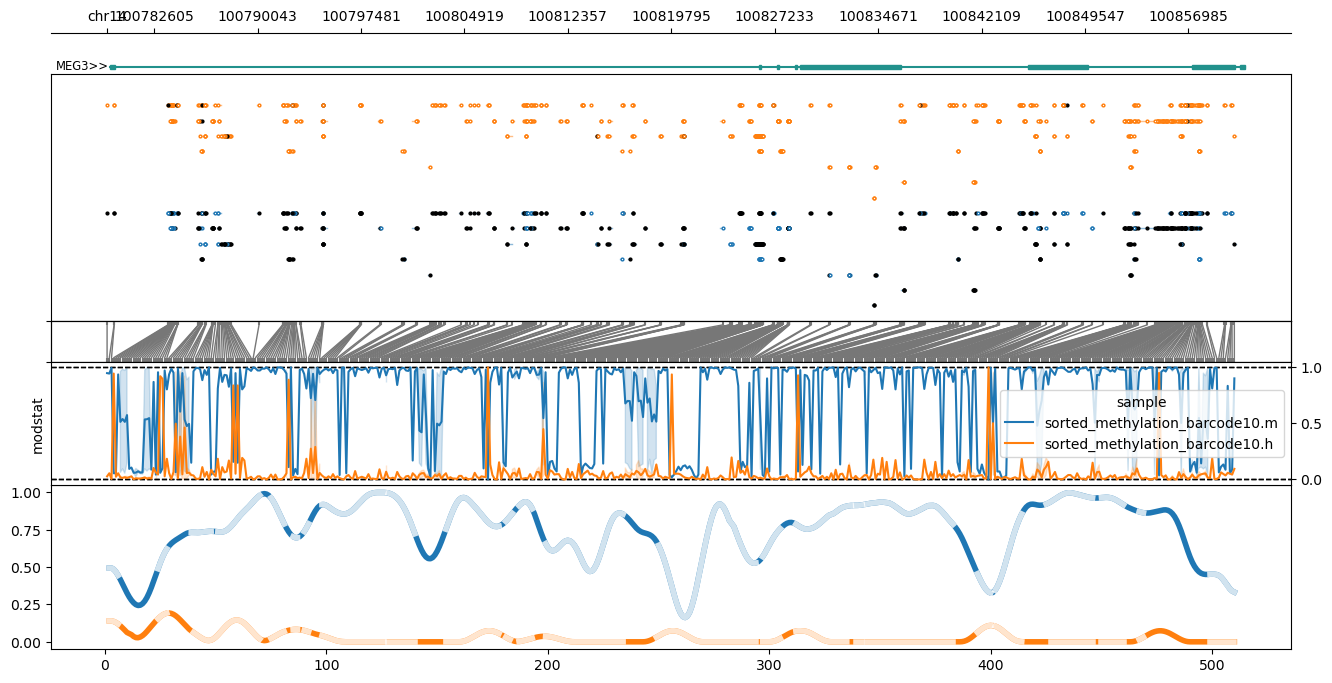 chr14 100782605 100790043 100797481 100804919 100812357 100819795 100827233 100834671 100842109 100849547 100856985
MEG3>>
modstat
1.0
0.5
0.0
sample
sorted_methylation_barcode10.m
sorted_methylation_barcode10.h
1.00
0.75
0.50
0.25
0.00
0 100 200 300 400 500